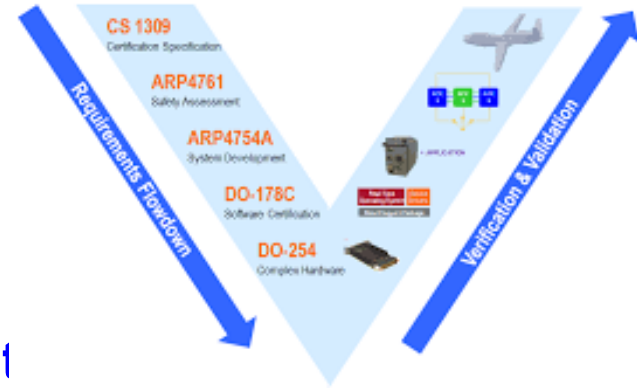 CS 1309
Certification Specification
ARP4761
Safety Assessment
ARP4754A
System Development
DO-178C
Software Certification
DO-254
Complex Hardware
Requirements Flowdown
+ APPLICATION
Verification & Validation
t